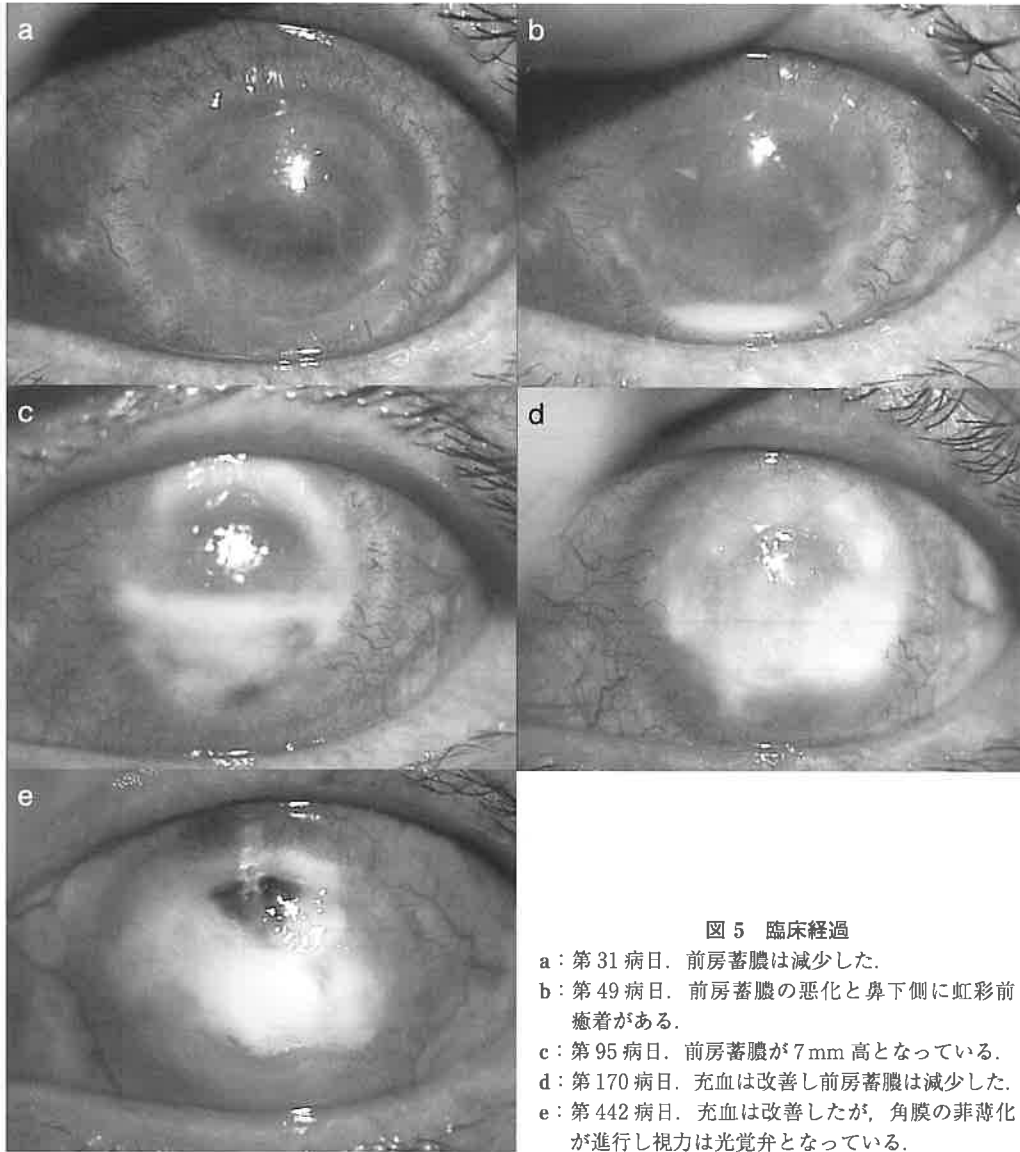 a
b
c
d
e
図 5 臨床経過
a:第 31 病日.前房蓄膿は減少した.
b:第 49 病日.前房蓄膿の悪化と鼻下側に虹彩前
癒着がある.
c:第 95 病日.前房蓄膿が 7 mm 高となっている.
d:第 170 病日.充血は改善し前房蓄膿は減少した.
e:第 442 病日.充血は改善したが,角膜の菲薄化
が進行し視力は光覚弁となっている.